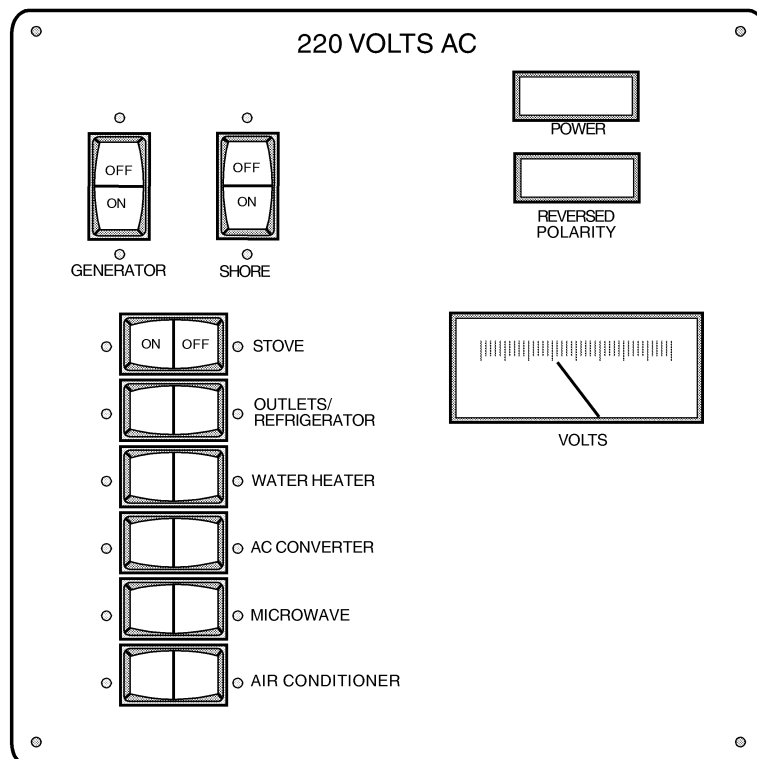 220 VOLTS AC
POWER
OFF
ON
OFF
ON
REVERSED
POLARITY
GENERATOR
SHORE
ON
OFF
STOVE
OUTLETS/
REFRIGERATOR
VOLTS
WATER HEATER
AC CONVERTER
MICROWAVE
AIR CONDITIONER